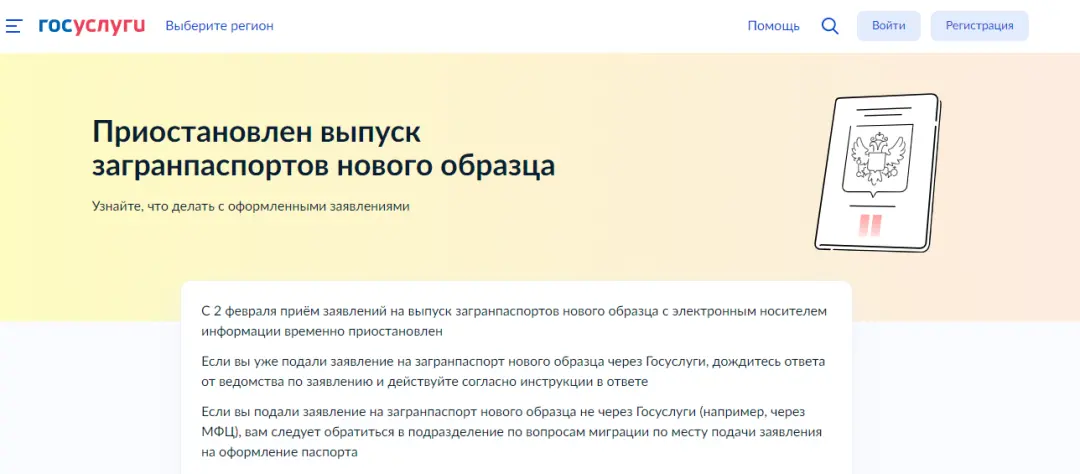 госуслуги
Выберите регион
Помощь
Войти
Регистрация
Приостановлен выпуск
загранпаспортов нового образца
Узнайте, что делать с оформленными заявлениями
С 2 февраля приём заявлений на выпуск загранпаспортов нового образца с электронным носителем
информации временно приостановлен
Если вы уже подали заявление на загранпаспорт нового образца через Госуслуги, дождитесь ответа
от ведомства по заявлению и действуйте согласно инструкции в ответе
Если вы подали заявление на загранпаспорт нового образца не через Госуслуги (например, через
МФЦ), вам следует обратиться в подразделение по вопросам миграции по месту подачи заявления
на оформление паспорта